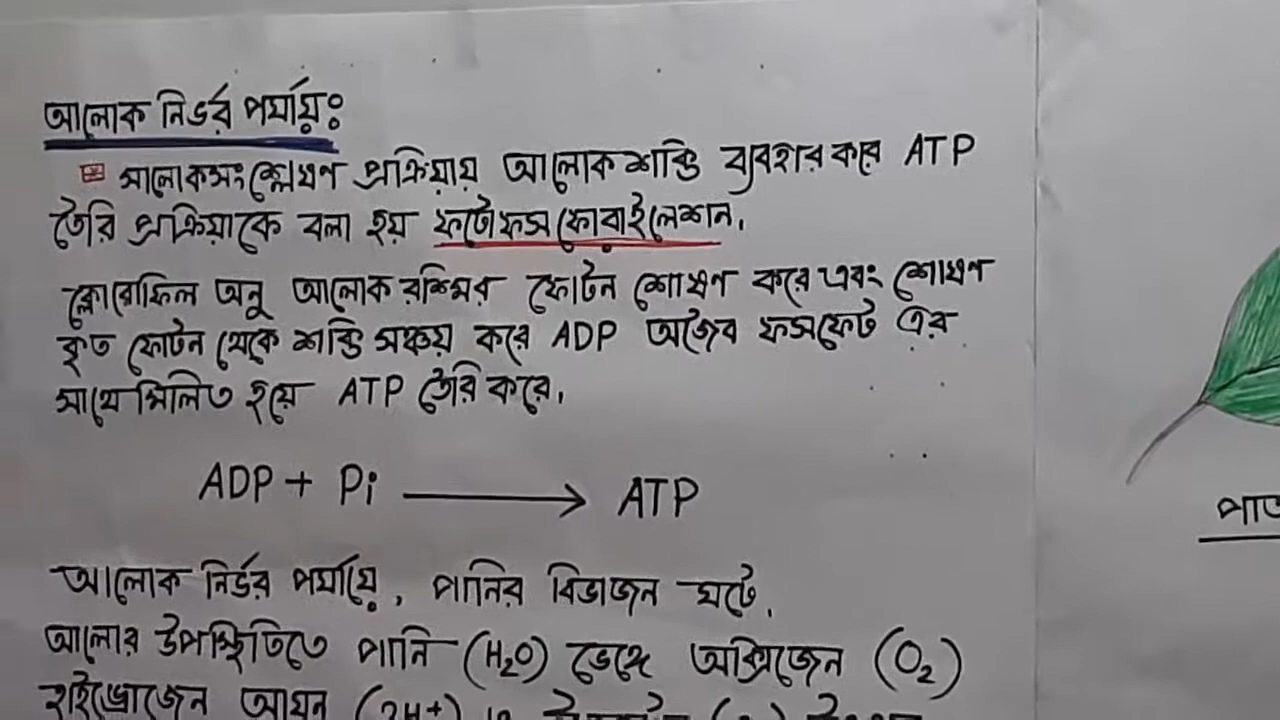 আলোক নির্ভর পর্যায়ঃ
সালোকসংশ্লেষণ প্রক্রিয়ায় আলোকশক্তি ব্যবহার করে ATP
তৈরি প্রক্রিয়াকে বলা হয় ফটোফসফোরাইলেশন.
ক্লোরোফিল অনু আলোক রশ্মির ফোটন শোষণ করে এবং শোষণ
কৃত ফোটন থেকে শক্তি সঞ্চয় করে ADP অজৈব ফসফেট এর
সাথে মিলিত হয়ে ATP তৈরি করে.
ADP + Pi ⟶ ATP
আলোক নির্ভর পর্যায়ে, পানির বিভাজন ঘটে.
আলোর উপস্থিতিতে পানি (H₂O) ভেঙ্গে অক্সিজেন (O₂)
হাইড্রোজেন আয়ন (2H+)